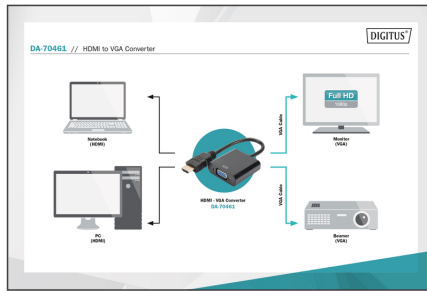 DIGITUS®
DA-70461 // HDMI to VGA Converter
Notebook
(HDMI)
VGA Cable
Full HD
1080p
Monitor
(VGA)
HDMI - VGA Converter
DA-70461
PC
(HDMI)
VGA Cable
Beamer
(VGA)